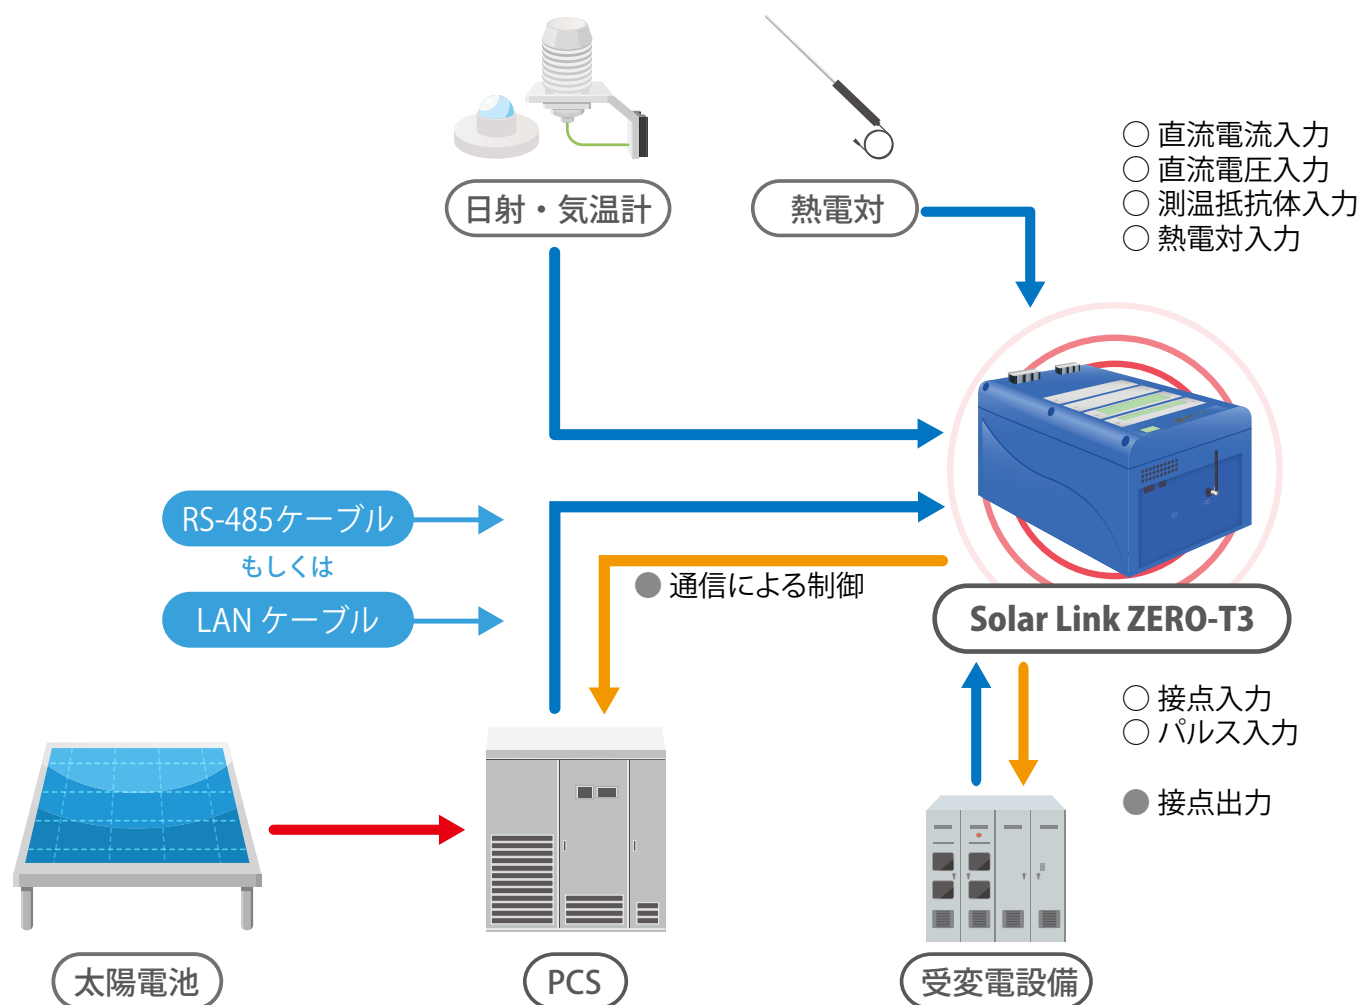 日射・気温計
熱電対
○ 直流電流入力
○ 直流電圧入力
○ 測温抵抗体入力
○ 熱電対入力
RS-485ケーブル
もしくは
LAN ケーブル
● 通信による制御
Solar Link ZERO-T3
○ 接点入力
○ パルス入力
● 接点出力
太陽電池
PCS
受変電設備